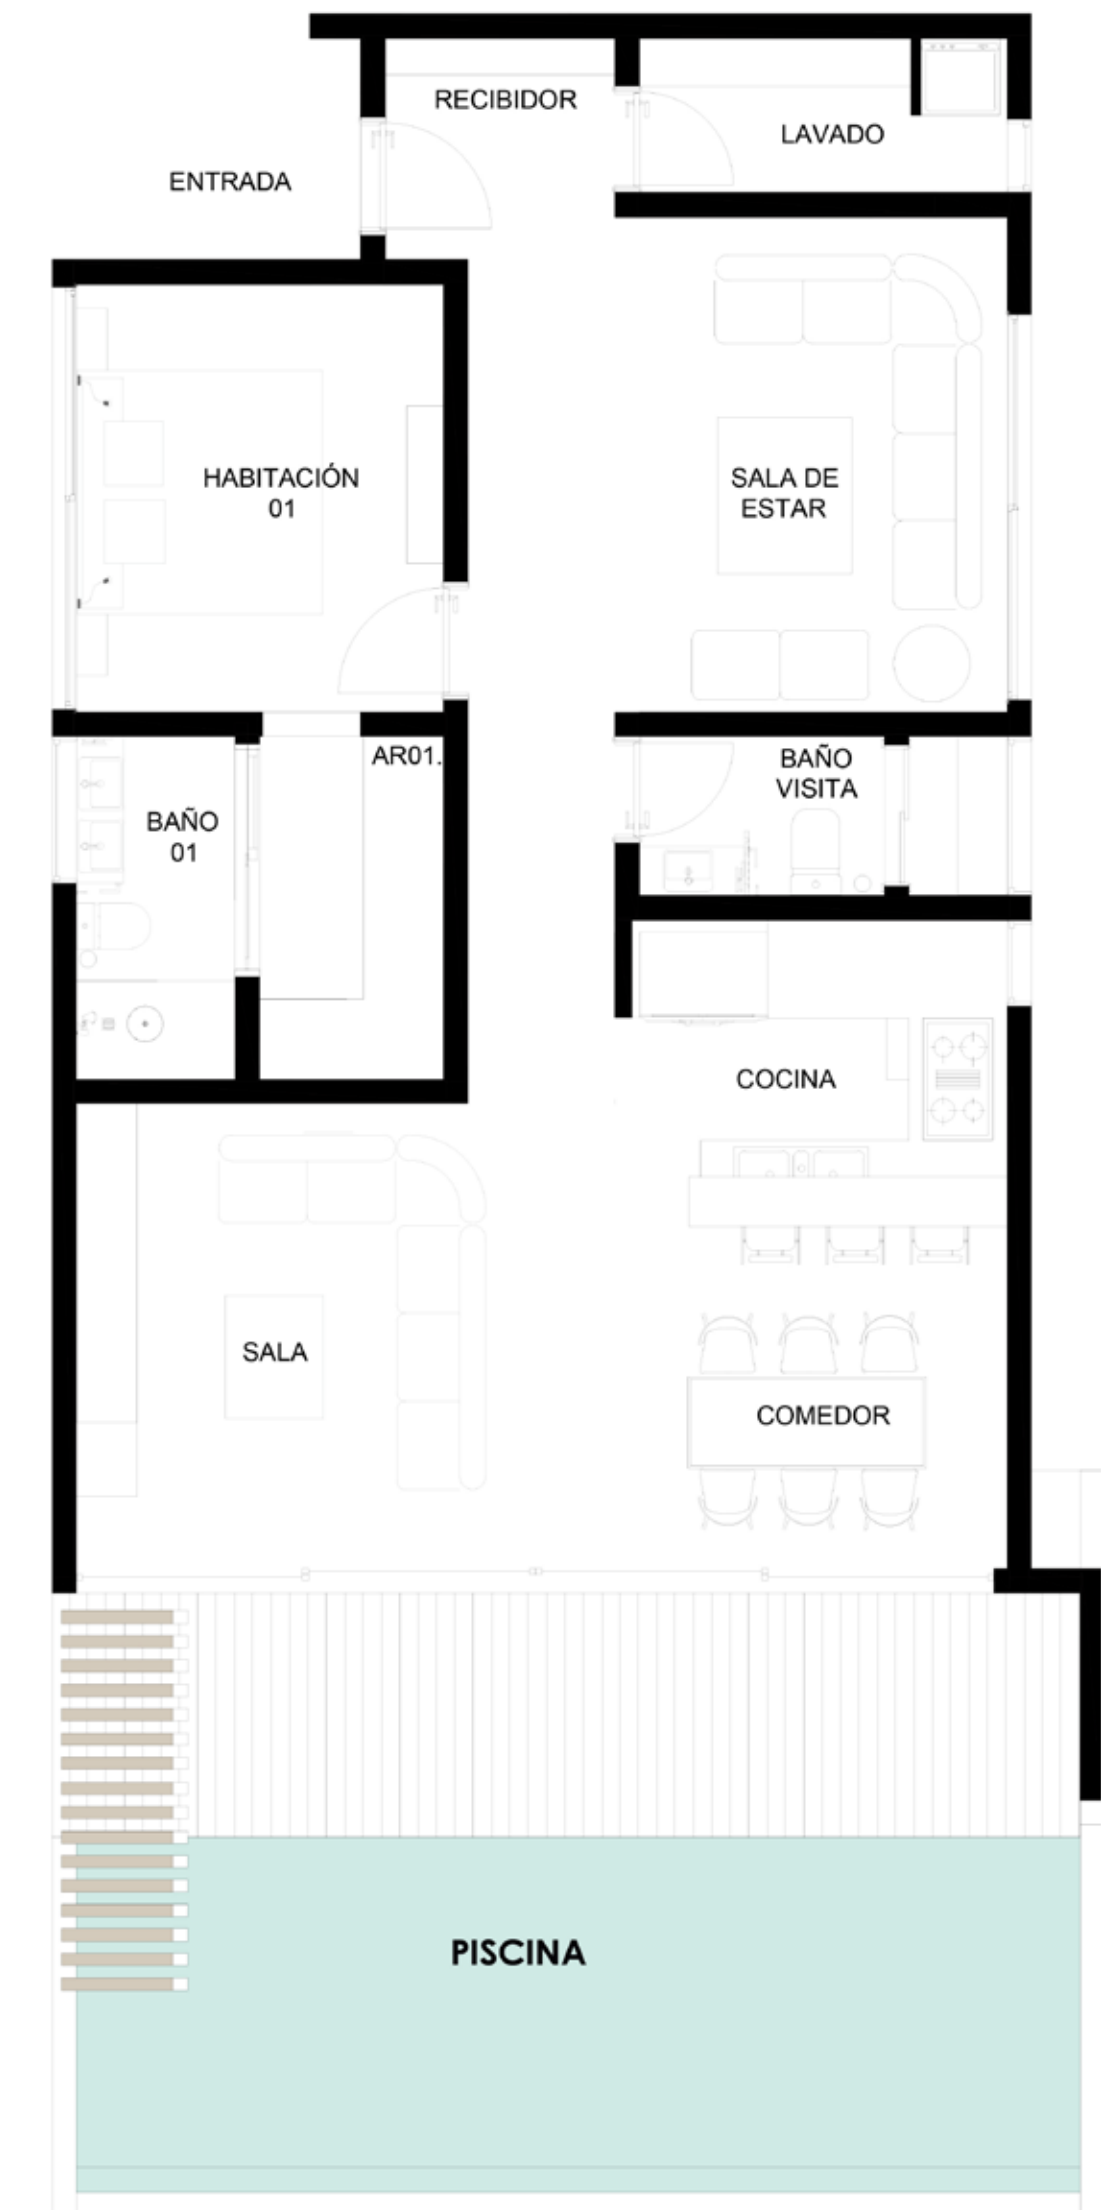 RECIBIDOR
LAVADO
ENTRADA
HABITACIÓN
01
SALA DE
ESTAR
AR01.
BAÑO
VISITA
BAÑO
01
COCINA
SALA
COMEDOR
PISCINA